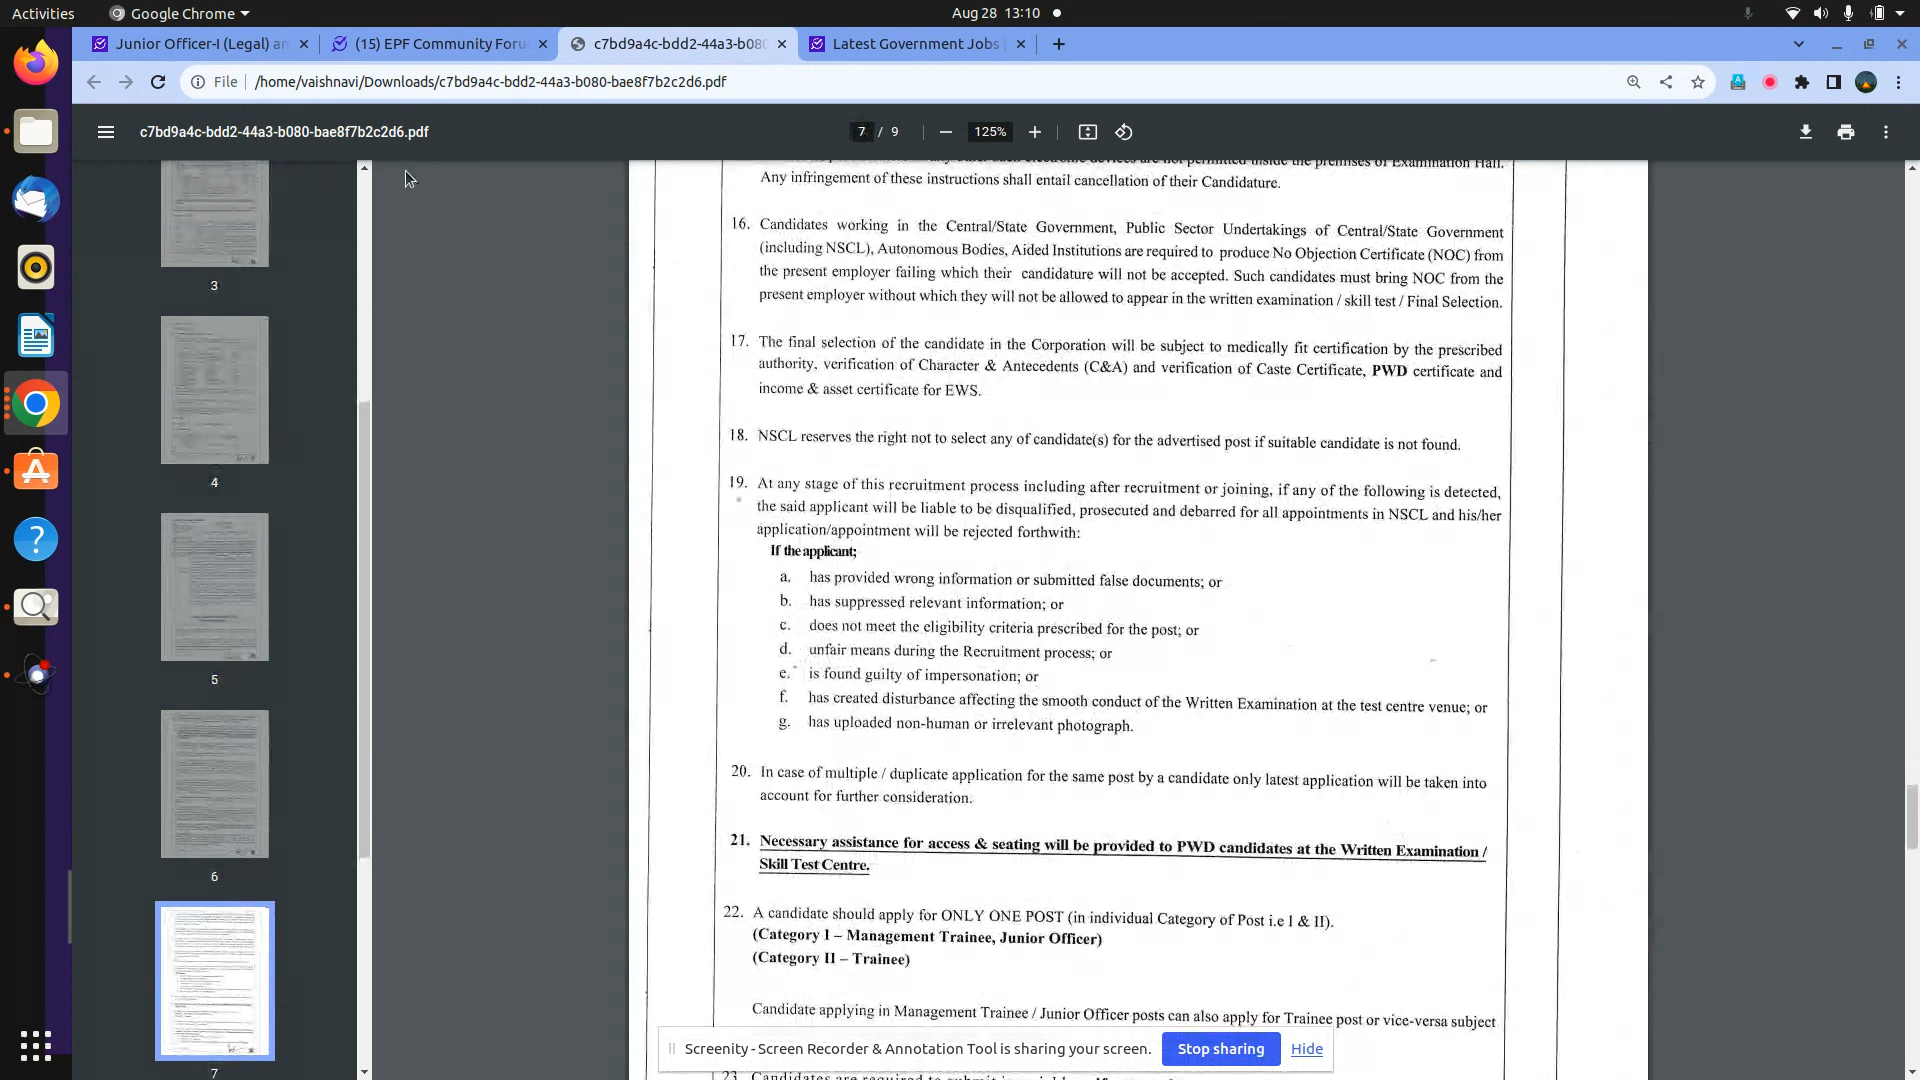 Activities
Google Chrome
Aug 28 13:10
Junior Officer-I (Legal) an
(15) EPF Community Foru
c7bd9a4c-bdd2-44a3-b080
Latest Government Jobs
File
/home/vaishnavi/Downloads/c7bd9a4c-bdd2-44a3-b080-bae8f7b2c2d6.pdf
c7bd9a4c-bdd2-44a3-b080-bae8f7b2c2d6.pdf
7 / 9
125%
3
4
5
6
7
electronic devices are not permitted inside the premises of Examination Hall.
Any infringement of these instructions shall entail cancellation of their Candidature.
16. Candidates working in the Central/State Government, Public Sector Undertakings of Central/State Government
(including NSCL), Autonomous Bodies, Aided Institutions are required to produce No Objection Certificate (NOC) from
the present employer failing which their candidature will not be accepted. Such candidates must bring NOC from the
present employer without which they will not be allowed to appear in the written examination / skill test / Final Selection.
17. The final selection of the candidate in the Corporation will be subject to medically fit certification by the prescribed
authority, verification of Character & Antecedents (C&A) and verification of Caste Certificate, PWD certificate and
income & asset certificate for EWS.
18. NSCL reserves the right not to select any of candidate(s) for the advertised post if suitable candidate is not found.
19. At any stage of this recruitment process including after recruitment or joining, if any of the following is detected,
the said applicant will be liable to be disqualified, prosecuted and debarred for all appointments in NSCL and his/her
application/appointment will be rejected forthwith:
If the applicant;
a. has provided wrong information or submitted false documents; or
b. has suppressed relevant information; or
c. does not meet the eligibility criteria prescribed for the post; or
d. unfair means during the Recruitment process; or
e. is found guilty of impersonation; or
f. has created disturbance affecting the smooth conduct of the Written Examination at the test centre venue; or
g. has uploaded non-human or irrelevant photograph.
20. In case of multiple / duplicate application for the same post by a candidate only latest application will be taken into
account for further consideration.
21. Necessary assistance for access & seating will be provided to PWD candidates at the Written Examination /
Skill Test Centre.
22. A candidate should apply for ONLY ONE POST (in individual Category of Post i.e I & II).
(Category I – Management Trainee, Junior Officer)
(Category II – Trainee)
Candidate applying in Management Trainee / Junior Officer posts can also apply for Trainee post or vice-versa subject
Screenity - Screen Recorder & Annotation Tool is sharing your screen.
Stop sharing
Hide
23. Candidates are required to submit